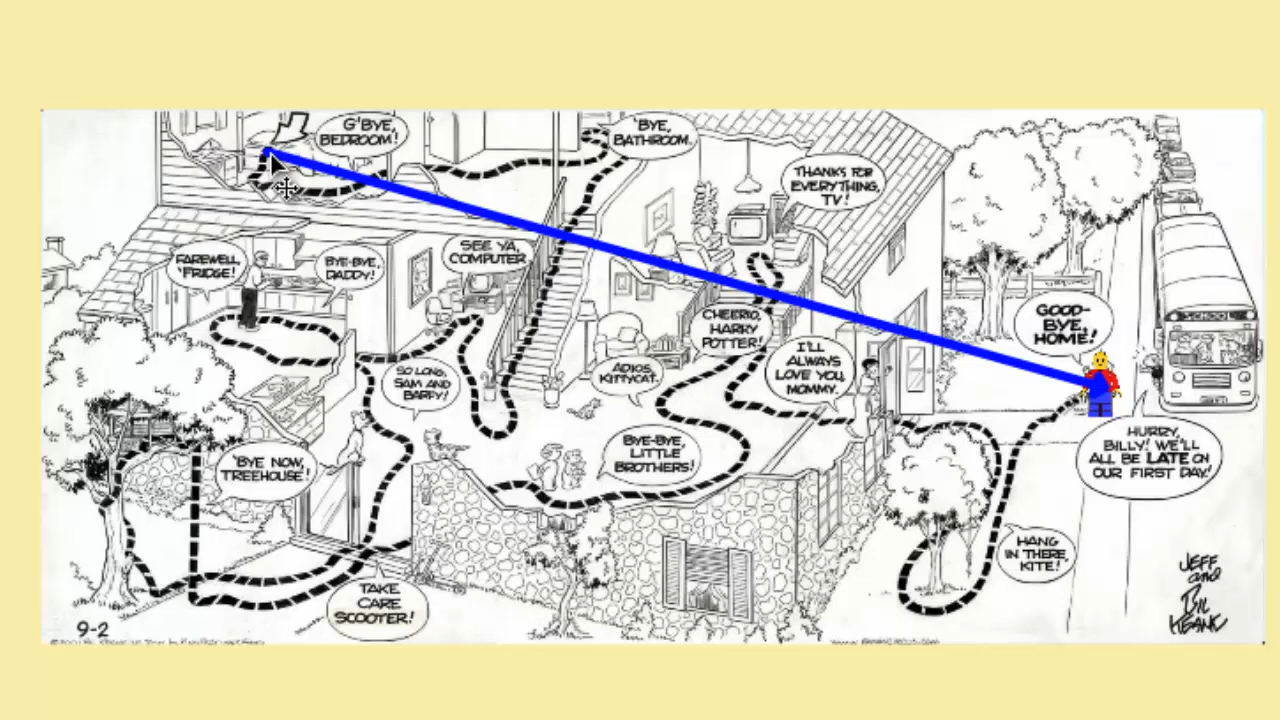 G'BYE,
BEDROOM!
'BYE,
BATHROOM.
THANKS FOR
EVERYTHING,
TV!
FAREWELL
'FRIDGE!
BYE-BYE,
DADDY!
SEE YA,
COMPUTER
CHEERIO,
HARRY
POTTER!
GOOD-
BYE,
HOME!
SCHOOL
SO LONG,
SAM AND
BARFY!
ADIOS,
KITTYCAT.
I'LL
ALWAYS
LOVE YOU,
MOMMY.
'BYE NOW,
TREEHOUSE!
BYE-BYE,
LITTLE
BROTHERS!
HURRY,
BILLY! WE'LL
ALL BE LATE ON
OUR FIRST DAY!
HANG
IN THERE,
KITE!
TAKE
CARE
SCOOTER!
JEFF
and
BIL
KEANE
9-2